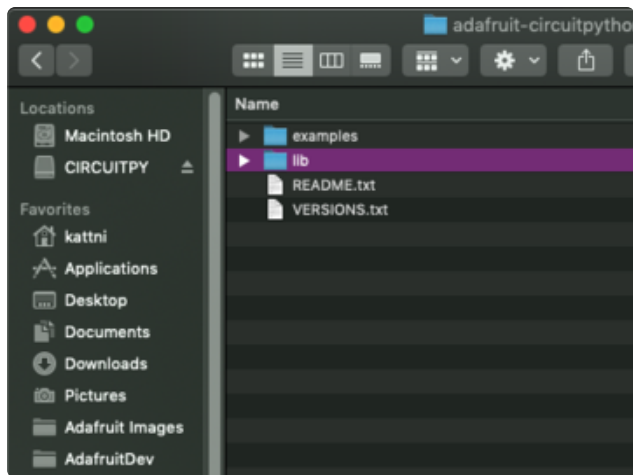 adafruit-circuitpytho
Locations
Macintosh HD
CIRCUITPY
Favorites
kattni
Applications
Desktop
Documents
Downloads
Pictures
Adafruit Images
AdafruitDev
Name
examples
lib
README.txt
VERSIONS.txt